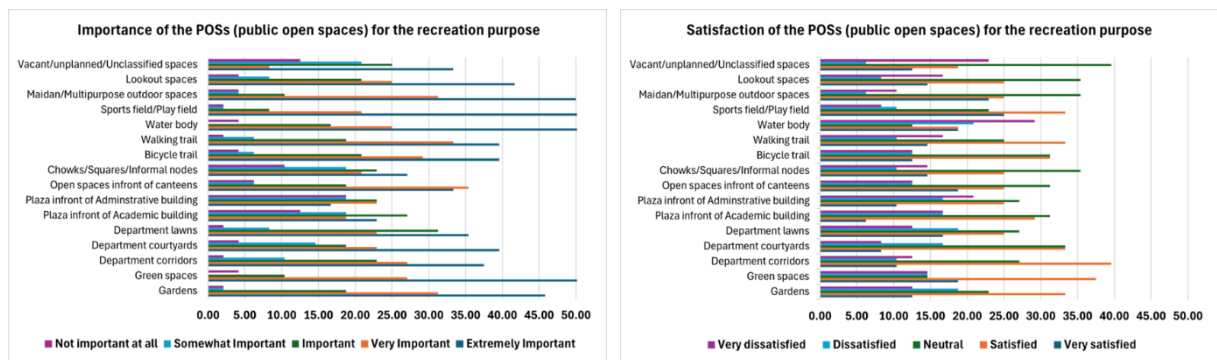 Importance of the POSs (public open spaces) for the recreation purpose
Vacant/unplanned/Unclassified spaces
Lookout spaces
Maidan/Multipurpose outdoor spaces
Sports field/Play field
Water body
Walking trail
Bicycle trail
Chowks/Squares/Informal nodes
Open spaces infront of canteens
Plaza infront of Adminstrative building
Plaza infront of Academic building
Department lawns
Department courtyards
Department corridors
Green spaces
Gardens
0.00 5.00 10.00 15.00 20.00 25.00 30.00 35.00 40.00 45.00 50.00
Not important at all Somewhat Important Important Very Important Extremely Important
Satisfaction of the POSs (public open spaces) for the recreation purpose
Vacant/unplanned/Unclassified spaces
Lookout spaces
Maidan/Multipurpose outdoor spaces
Sports field/Play field
Water body
Walking trail
Bicycle trail
Chowks/Squares/Informal nodes
Open spaces infront of canteens
Plaza infront of Adminstrative building
Plaza infront of Academic building
Department lawns
Department courtyards
Department corridors
Green spaces
Gardens
0.00 5.00 10.00 15.00 20.00 25.00 30.00 35.00 40.00 45.00 50.00
Very dissatisfied Dissatisfied Neutral Satisfied Very satisfied